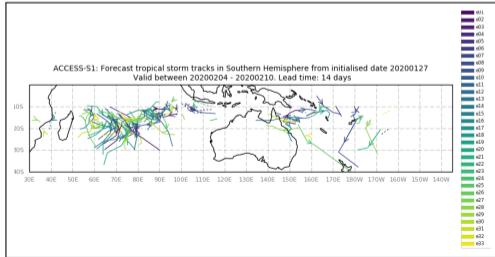 ACCESS-S1: Forecast tropical storm tracks in Southern Hemisphere from initialised date 20200127
Valid between 20200204 - 20200210. Lead time: 14 days
10S
20S
30S
40S
40E 50E 60E 70E 80E 90E 100E 110E 120E 130E 140E 150E 160E 170E 180W 170W 160W 150W 140W
e01
e02
e03
e04
e05
e06
e07
e08
e09
e10
e11
e12
e13
e14
e15
e16
e17
e18
e19
e20
e21
e22
e23
e24
e25
e26
e27
e28
e29
e30
e31
e32
e33